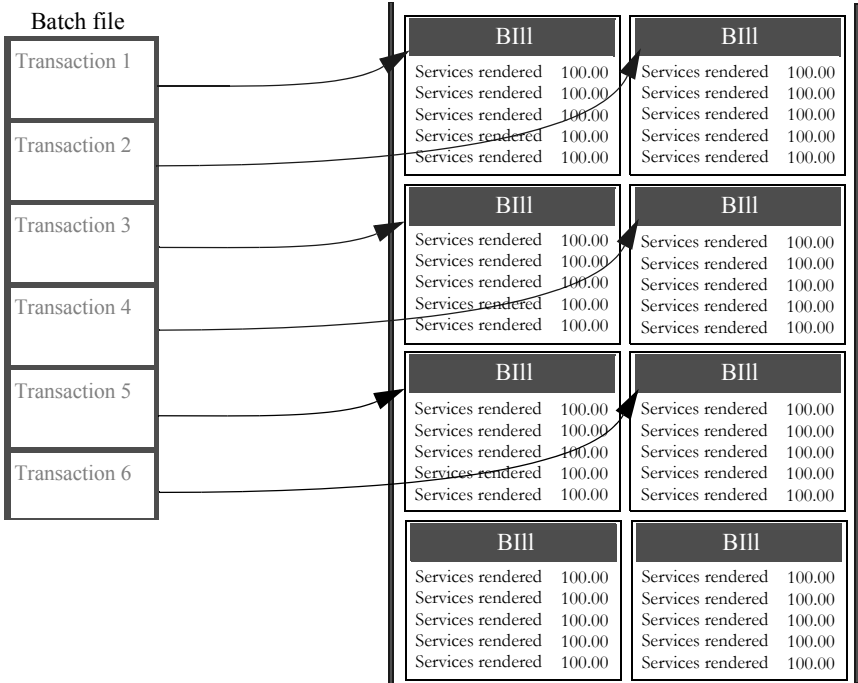 Batch file
Transaction 1
Transaction 2
Transaction 3
Transaction 4
Transaction 5
Transaction 6
BIll
Services rendered 100.00
Services rendered 100.00
Services rendered 100.00
Services rendered 100.00
Services rendered 100.00
BIll
Services rendered 100.00
Services rendered 100.00
Services rendered 100.00
Services rendered 100.00
Services rendered 100.00
BIll
Services rendered 100.00
Services rendered 100.00
Services rendered 100.00
Services rendered 100.00
Services rendered 100.00
BIll
Services rendered 100.00
Services rendered 100.00
Services rendered 100.00
Services rendered 100.00
Services rendered 100.00
BIll
Services rendered 100.00
Services rendered 100.00
Services rendered 100.00
Services rendered 100.00
Services rendered 100.00
BIll
Services rendered 100.00
Services rendered 100.00
Services rendered 100.00
Services rendered 100.00
Services rendered 100.00
BIll
Services rendered 100.00
Services rendered 100.00
Services rendered 100.00
Services rendered 100.00
Services rendered 100.00
BIll
Services rendered 100.00
Services rendered 100.00
Services rendered 100.00
Services rendered 100.00
Services rendered 100.00